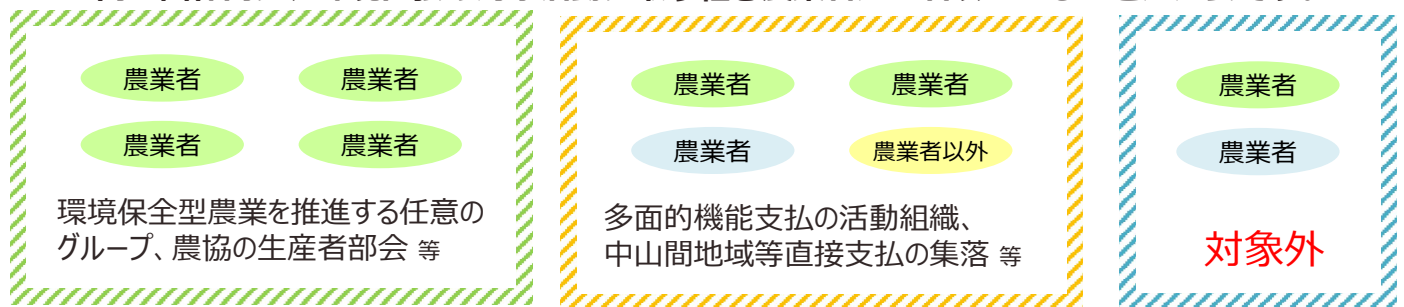 農業者 農業者
農業者 農業者
環境保全型農業を推進する任意の
グループ、農協の生産者部会 等
農業者 農業者
農業者 農業者以外
多面的機能支払の活動組織、
中山間地域等直接支払の集落 等
農業者
農業者
対象外